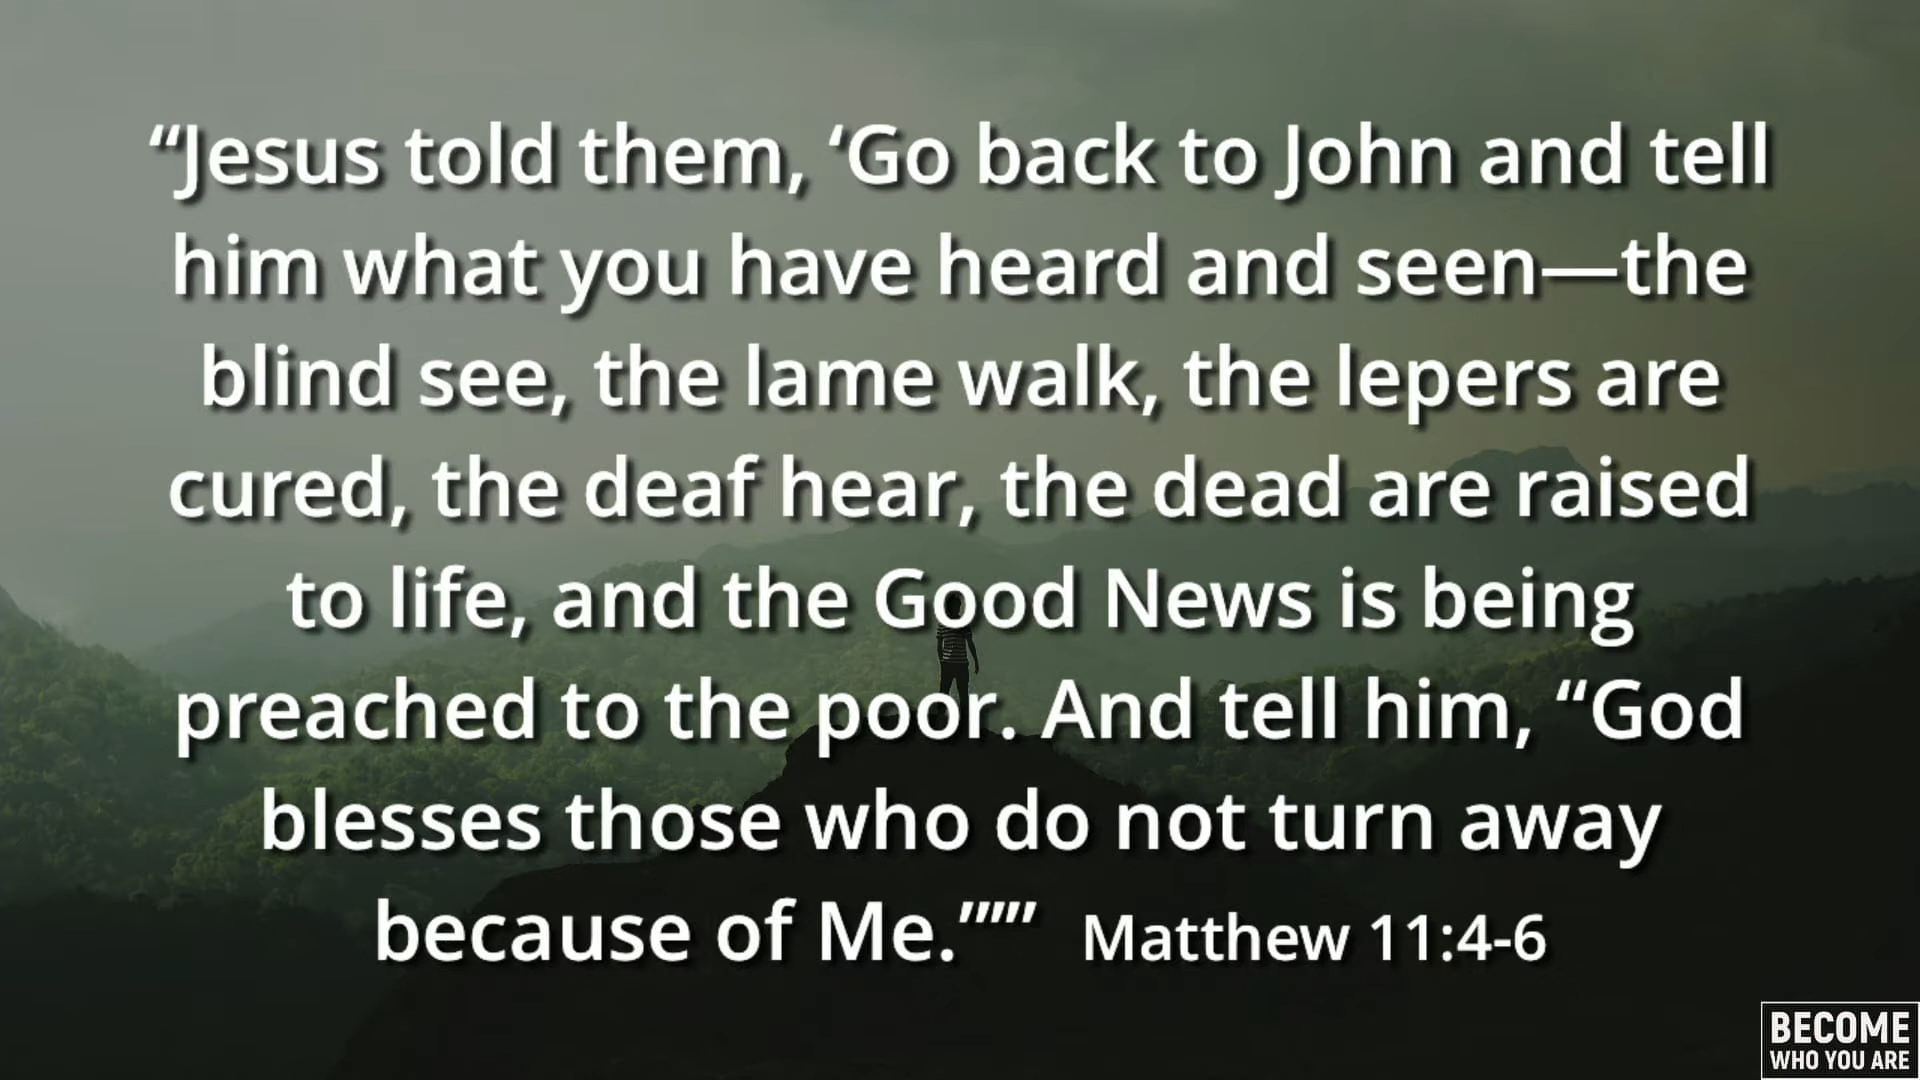 “Jesus told them, ‘Go back to John and tell
him what you have heard and seen—the
blind see, the lame walk, the lepers are
cured, the deaf hear, the dead are raised
to life, and the Good News is being
preached to the poor. And tell him, “God
blesses those who do not turn away
because of Me.”’” Matthew 11:4-6
BECOME
WHO YOU ARE